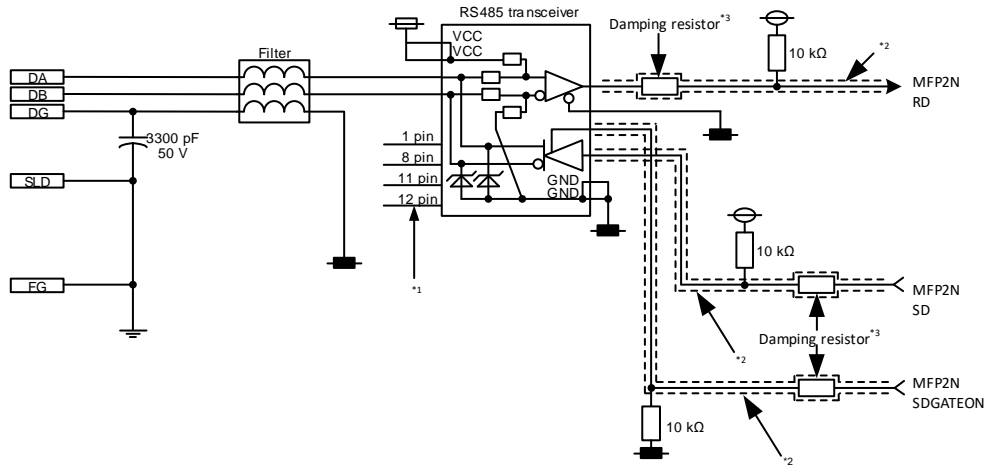 RS485 transceiver
Damping resistor*3
VCC
VCC
Filter
10 kΩ
*2
DA
DB
DG
MFP2N
RD
3300 pF
50 V
1 pin
8 pin
11 pin
12 pin
GND
GND
SLD
*1
10 kΩ
FG
MFP2N
SD
*2
Damping resistor*3
MFP2N
SDGATEON
10 kΩ
*2